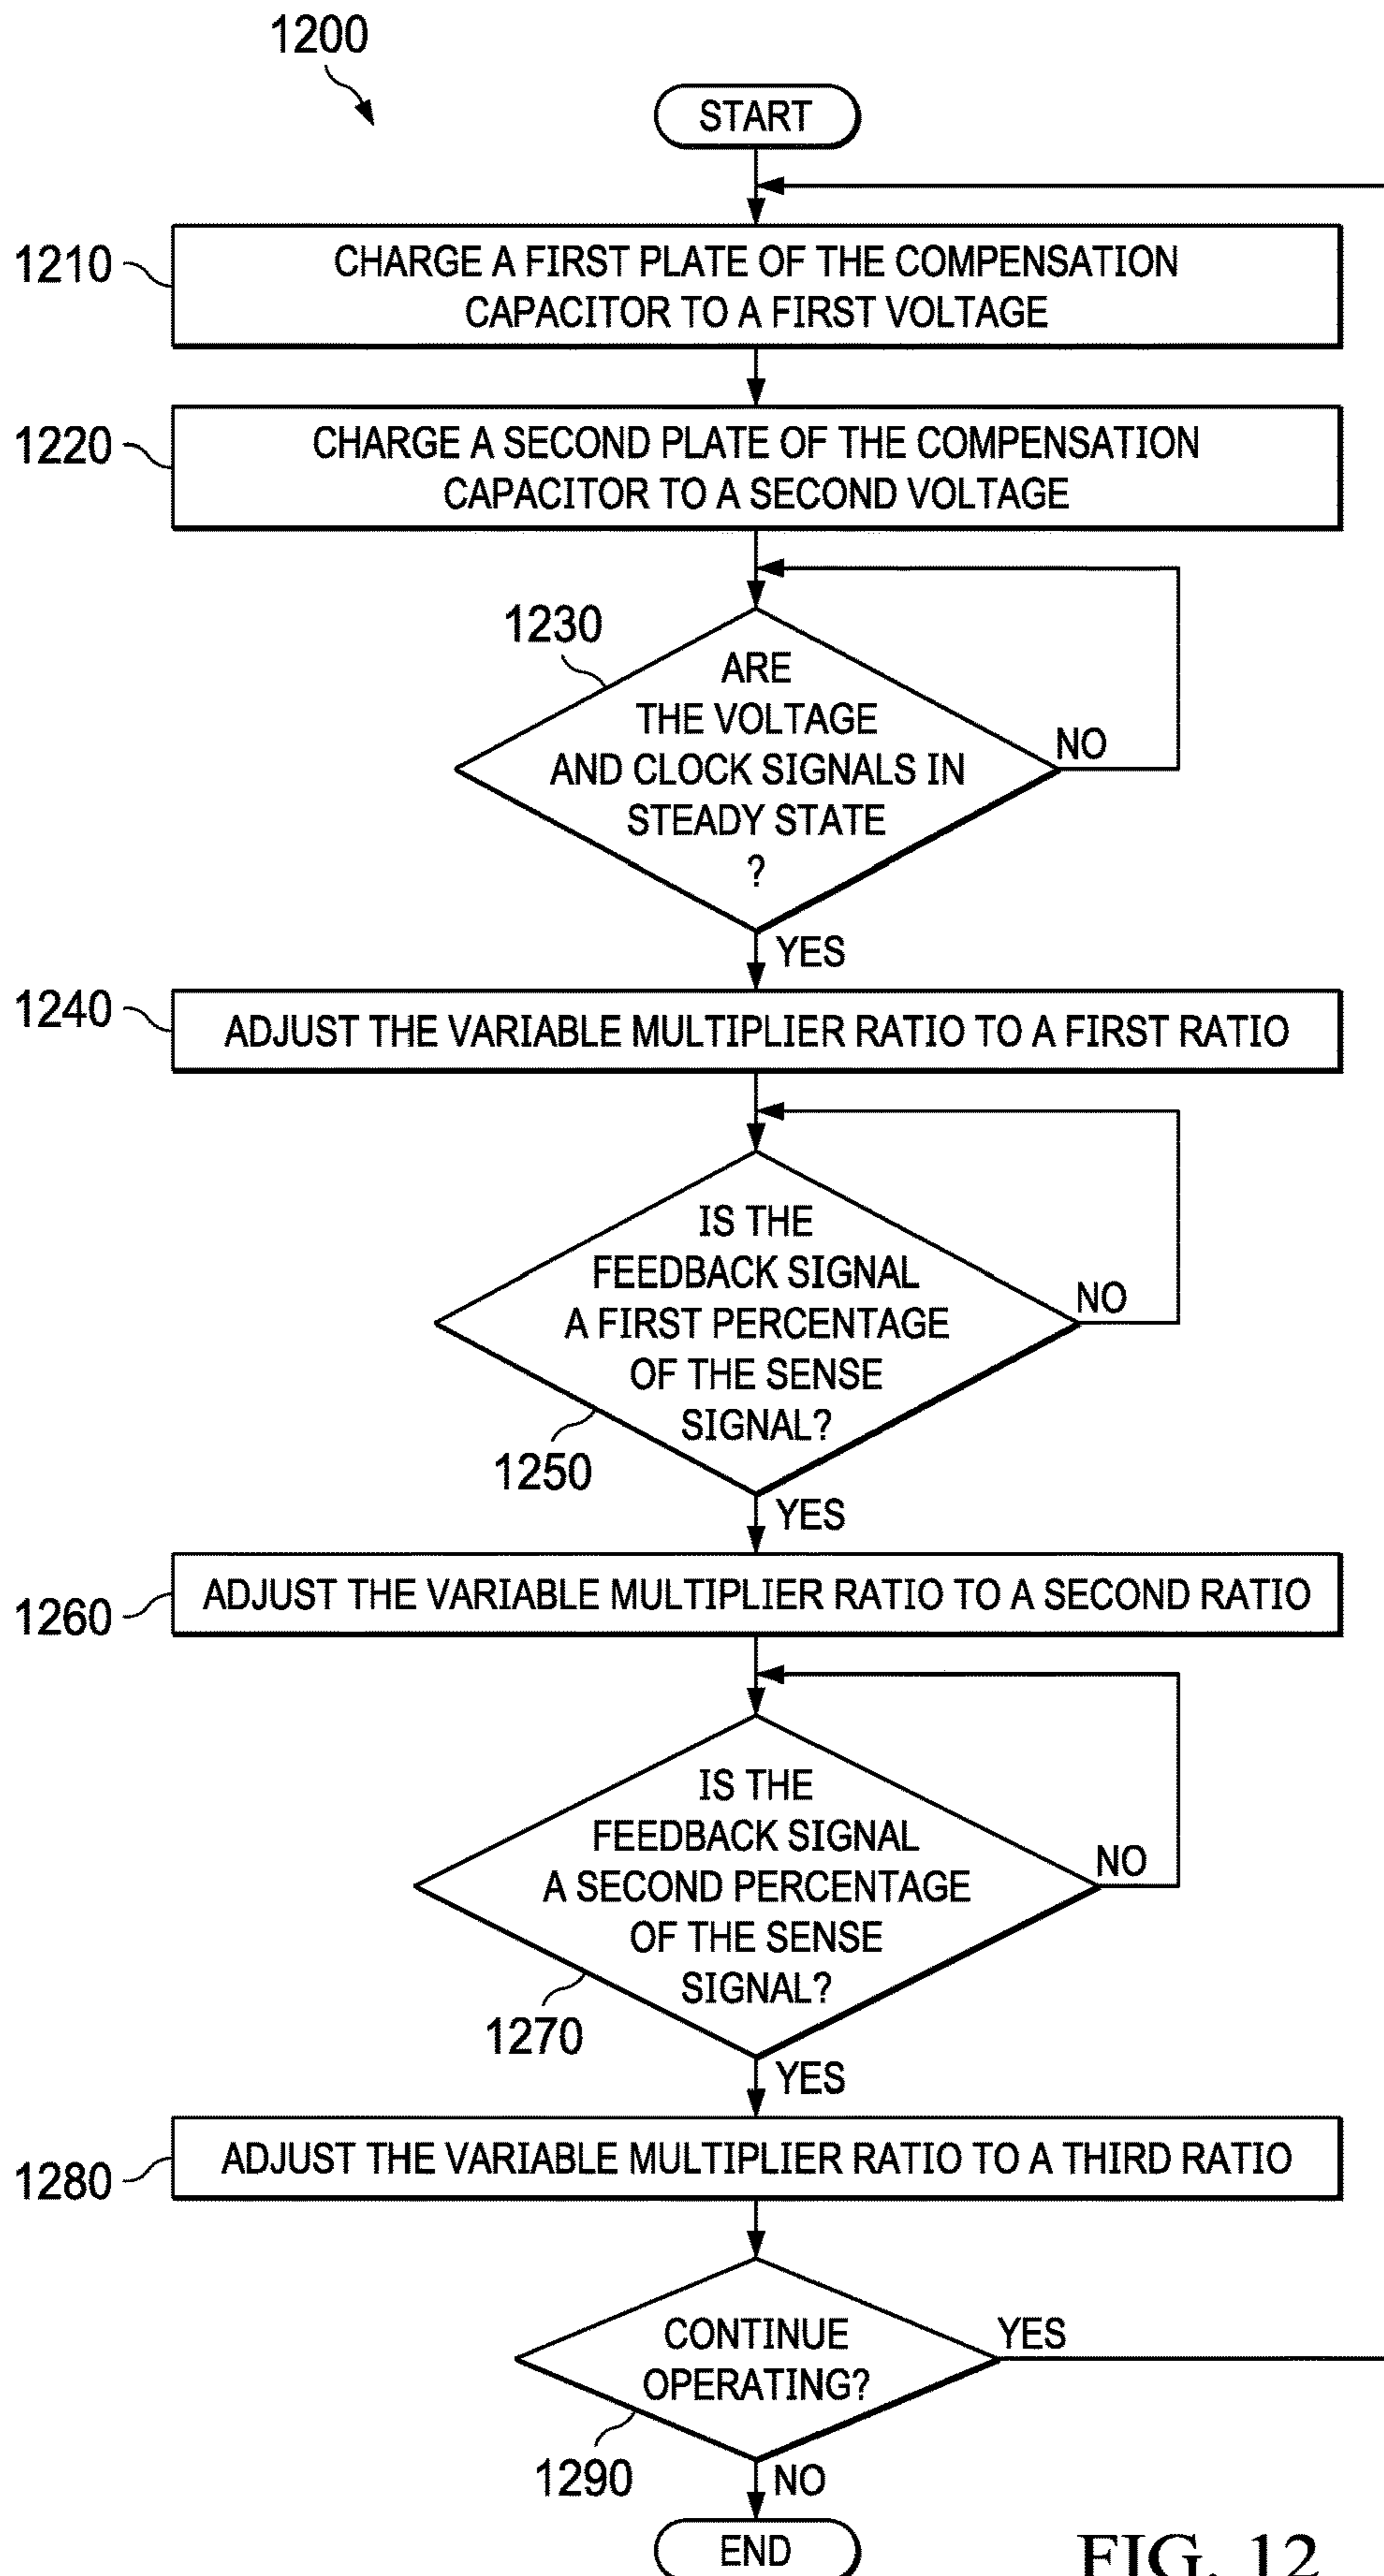 1200
START
1210
CHARGE A FIRST PLATE OF THE COMPENSATION
CAPACITOR TO A FIRST VOLTAGE
1220
CHARGE A SECOND PLATE OF THE COMPENSATION
CAPACITOR TO A SECOND VOLTAGE
1230
ARE
THE VOLTAGE
AND CLOCK SIGNALS IN
STEADY STATE
?
NO
YES
1240
ADJUST THE VARIABLE MULTIPLIER RATIO TO A FIRST RATIO
IS THE
FEEDBACK SIGNAL
A FIRST PERCENTAGE
OF THE SENSE
SIGNAL?
NO
1250
YES
1260
ADJUST THE VARIABLE MULTIPLIER RATIO TO A SECOND RATIO
IS THE
FEEDBACK SIGNAL
A SECOND PERCENTAGE
OF THE SENSE
SIGNAL?
NO
1270
YES
1280
ADJUST THE VARIABLE MULTIPLIER RATIO TO A THIRD RATIO
CONTINUE
OPERATING?
YES
1290
NO
END
FIG. 12